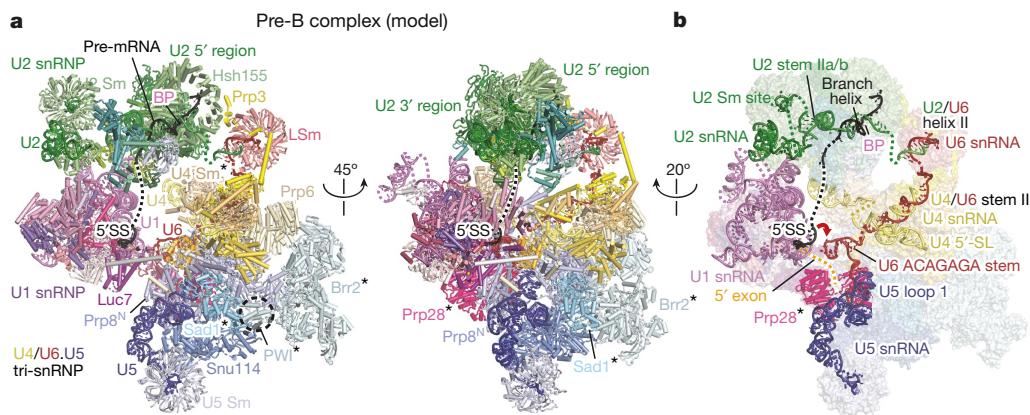 a
Pre-B complex (model)
b
Pre-mRNA
U2 5′ region
U2 snRNP
U2 Sm
Hsh155
BP
Prp3
U2
LSm
U4 Sm
U4
Prp6
U1
5′SS
U6
U1 snRNP
Luc7
Prp8N
Brr2*
Sad1*
PWI*
U4/U6.U5
tri-snRNP
U5
Snu114
U5 Sm
45°
U2 5′ region
U2 3′ region
5′SS
Prp28*
Prp8N
Brr2*
Sad1*
20°
U2 stem IIa/b
Branch
helix
U2 Sm site
U2/U6
helix II
U2 snRNA
BP
U6 snRNA
U4/U6 stem II
U4 snRNA
5′SS
U4 5′-SL
U1 snRNA
U6 ACAGAGA stem
5′ exon
U5 loop 1
Prp28*
U5 snRNA